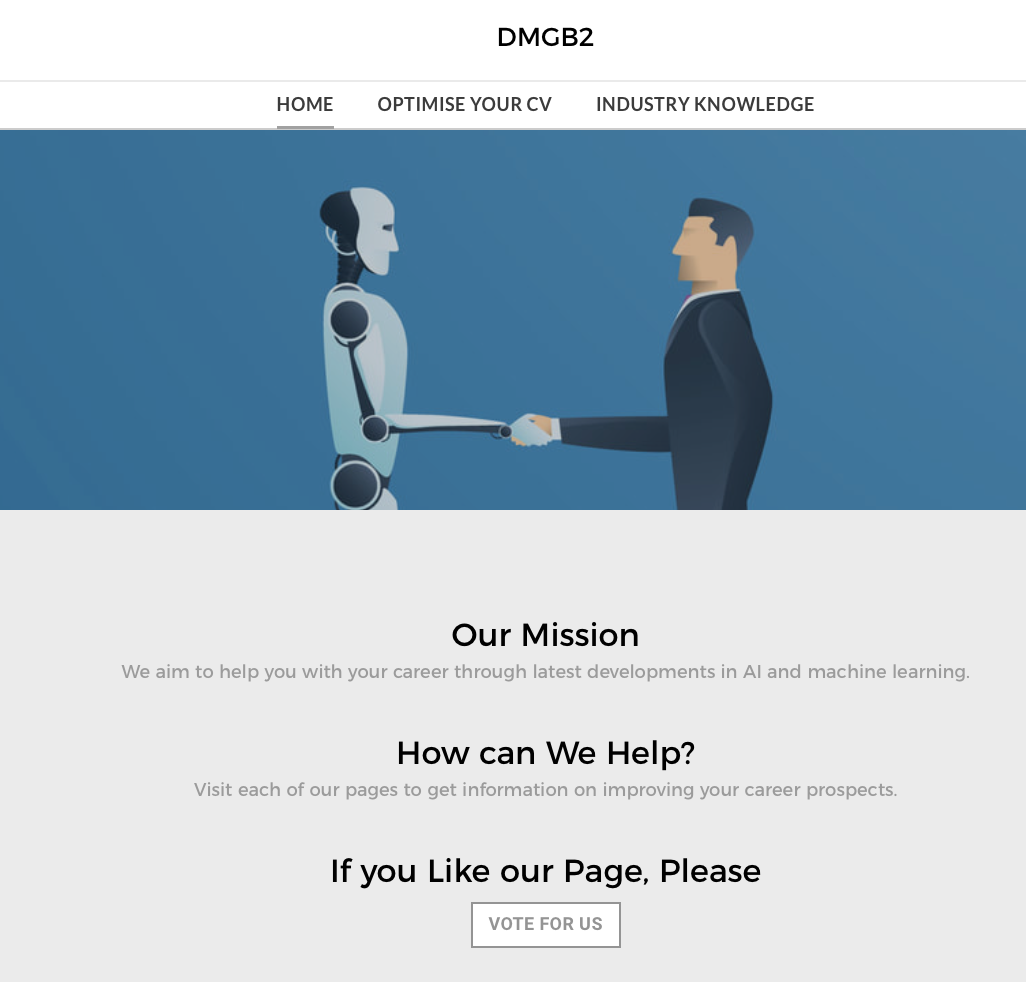 DMGB2
HOME OPTIMISE YOUR CV INDUSTRY KNOWLEDGE
Our Mission
We aim to help you with your career through latest developments in AI and machine learning.
How can We Help?
Visit each of our pages to get information on improving your career prospects.
If you Like our Page, Please
VOTE FOR US